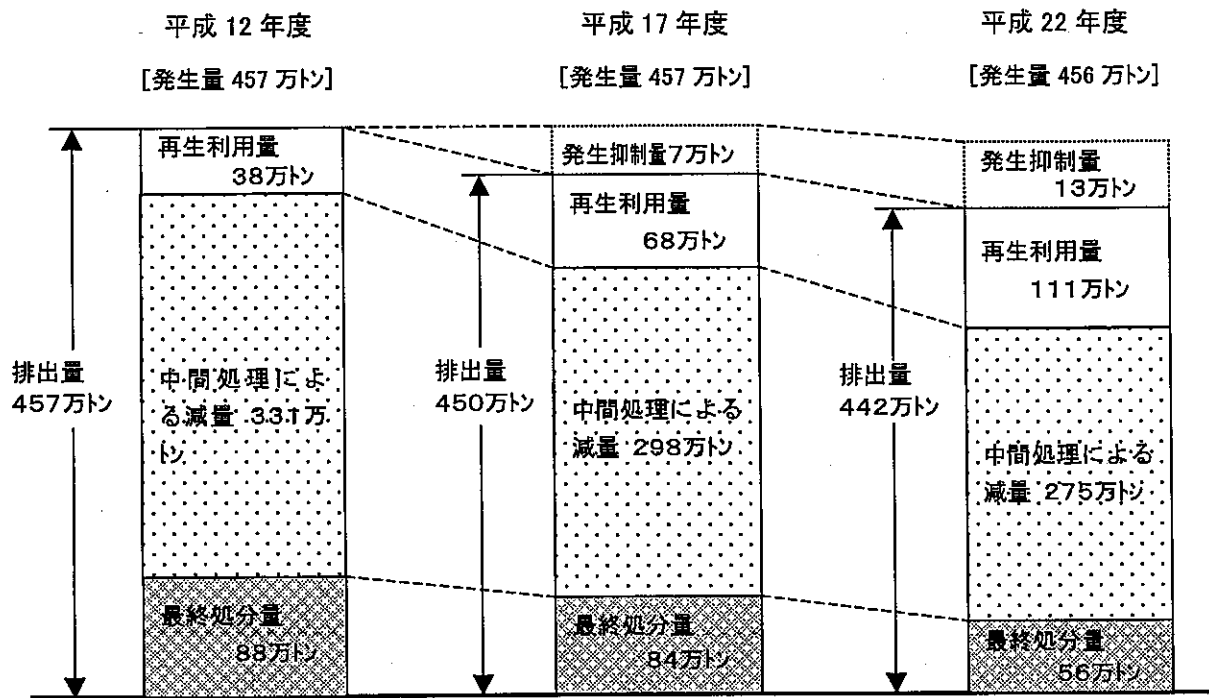 平成 12 年度
[発生量 457 万トン]
平成 17 年度
[発生量 457 万トン]
平成 22 年度
[発生量 456 万トン]
再生利用量
38万トン
排出量
457万トン
中間処理によ
る減量 331万
トン
最終処分量
88万トン
発生抑制量7万トン
再生利用量
68万トン
排出量
450万トン
中間処理による
減量 298万トン
最終処分量
84万トン
発生抑制量
13万トン
再生利用量
111万トン
排出量
442万トン
中間処理による
減量 275万トン
最終処分量
56万トン